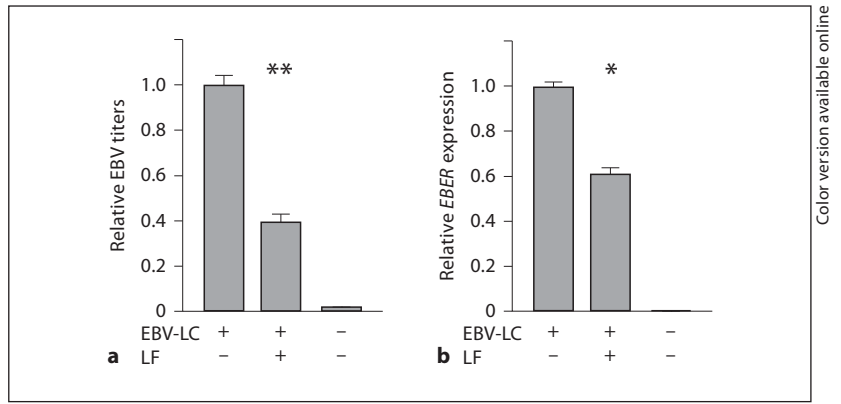 **
1.0
0.8
0.6
0.4
0.2
0
Relative EBV titers
EBV-LC + + –
a LF – + –
*
1.0
0.8
0.6
0.4
0.2
0
Relative EBER expression
EBV-LC + + –
b LF – + –
Color version available online